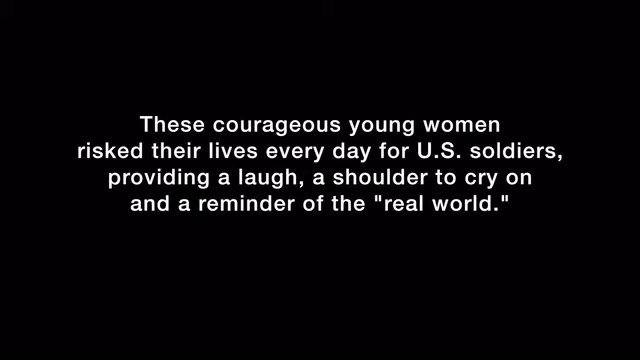 These courageous young women
risked their lives every day for U.S. soldiers,
providing a laugh, a shoulder to cry on
and a reminder of the "real world."